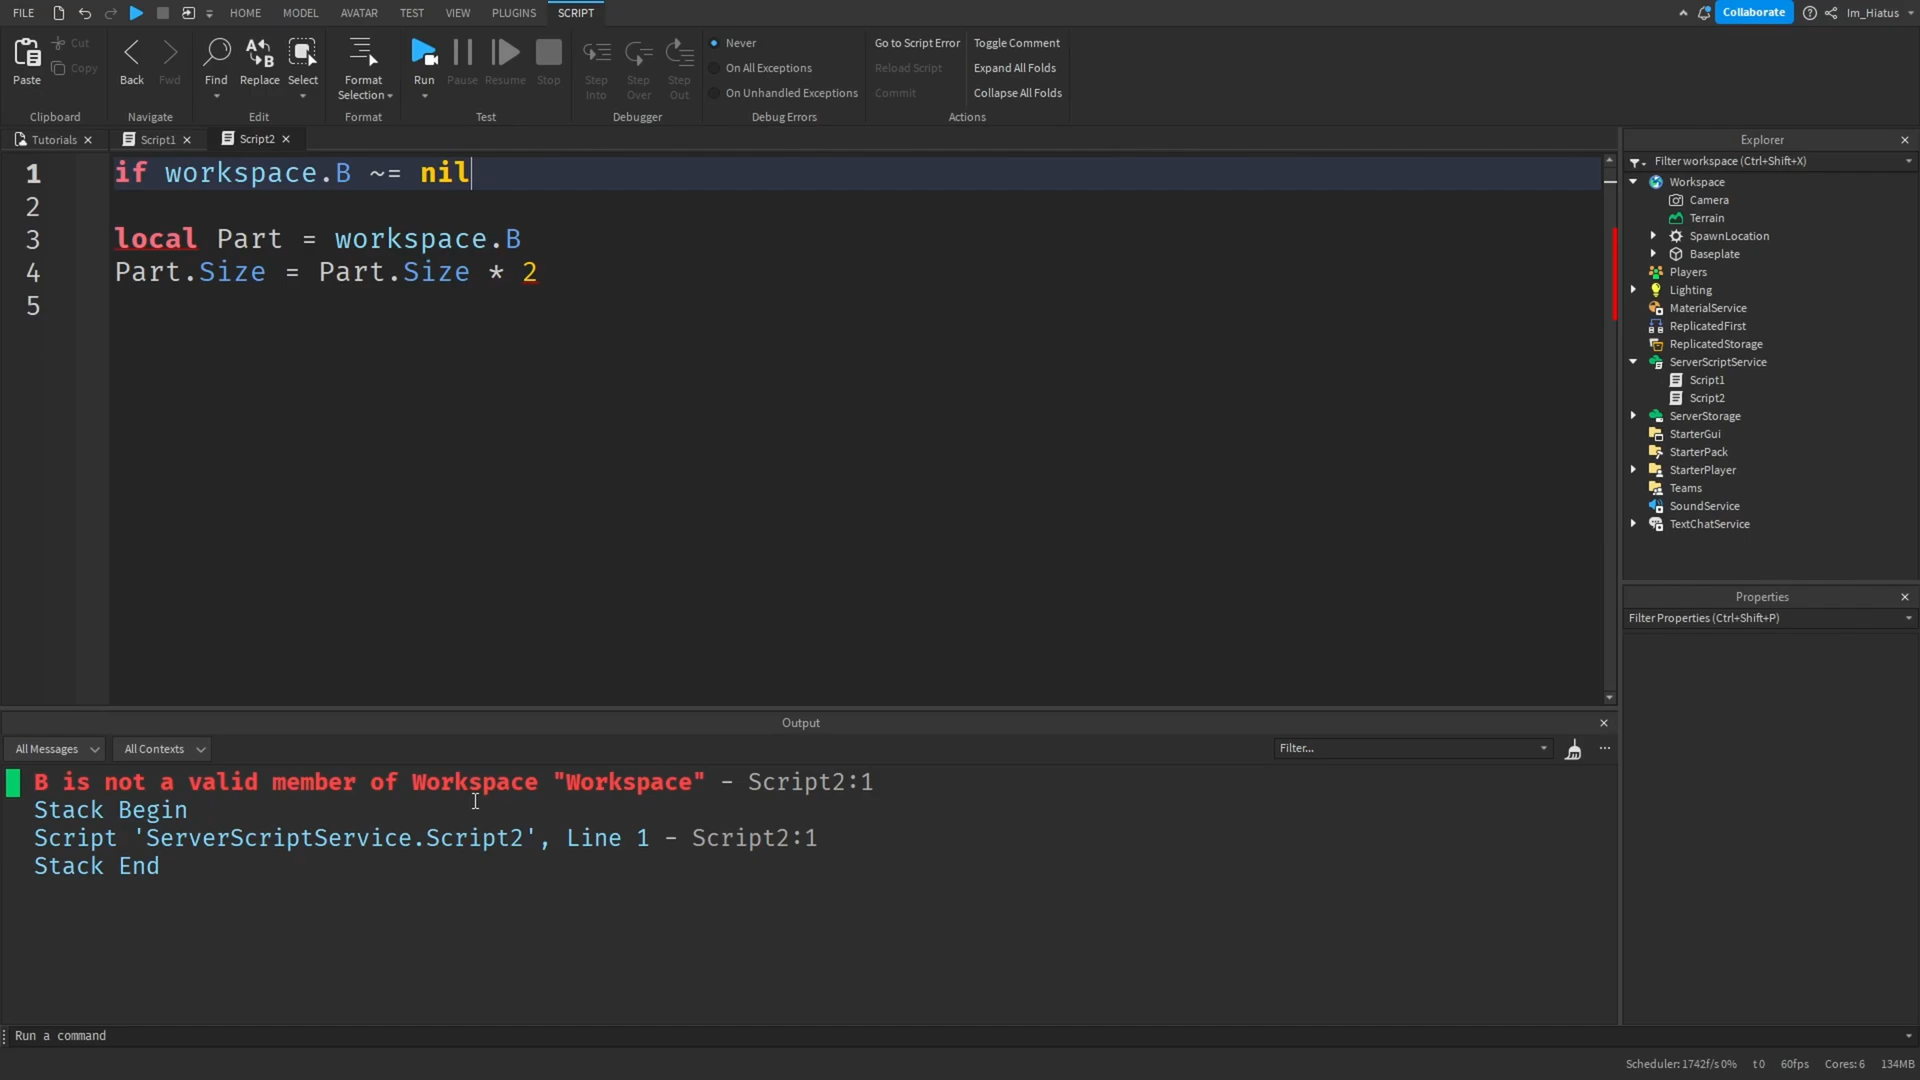 FILE HOME MODEL AVATAR TEST VIEW PLUGINS SCRIPT Collaborate Im_Hiatus
Paste
Cut
Copy
Clipboard
Back
Fwd
Navigate
Find
Replace
Select
Edit
Format
Selection
Format
Run
Pause
Resume
Stop
Test
Step
Into
Step
Over
Step
Out
Debugger
Never
On All Exceptions
On Unhandled Exceptions
Debug Errors
Go to Script Error
Reload Script
Commit
Toggle Comment
Expand All Folds
Collapse All Folds
Actions
Tutorials Script1 Script2
1 if workspace.B ~= nil
2
3 local Part = workspace.B
4 Part.Size = Part.Size * 2
5
Explorer
Filter workspace (Ctrl+Shift+X)
Workspace
Camera
Terrain
SpawnLocation
Baseplate
Players
Lighting
MaterialService
ReplicatedFirst
ReplicatedStorage
ServerScriptService
Script1
Script2
ServerStorage
StarterGui
StarterPack
StarterPlayer
Teams
SoundService
TextChatService
Properties
Filter Properties (Ctrl+Shift+P)
Output
All Messages All Contexts Filter...
B is not a valid member of Workspace "Workspace" - Script2:1
Stack Begin
Script 'ServerScriptService.Script2', Line 1 - Script2:1
Stack End
Run a command
Scheduler: 1742f/s 0% t 0 60fps Cores: 6 134MB